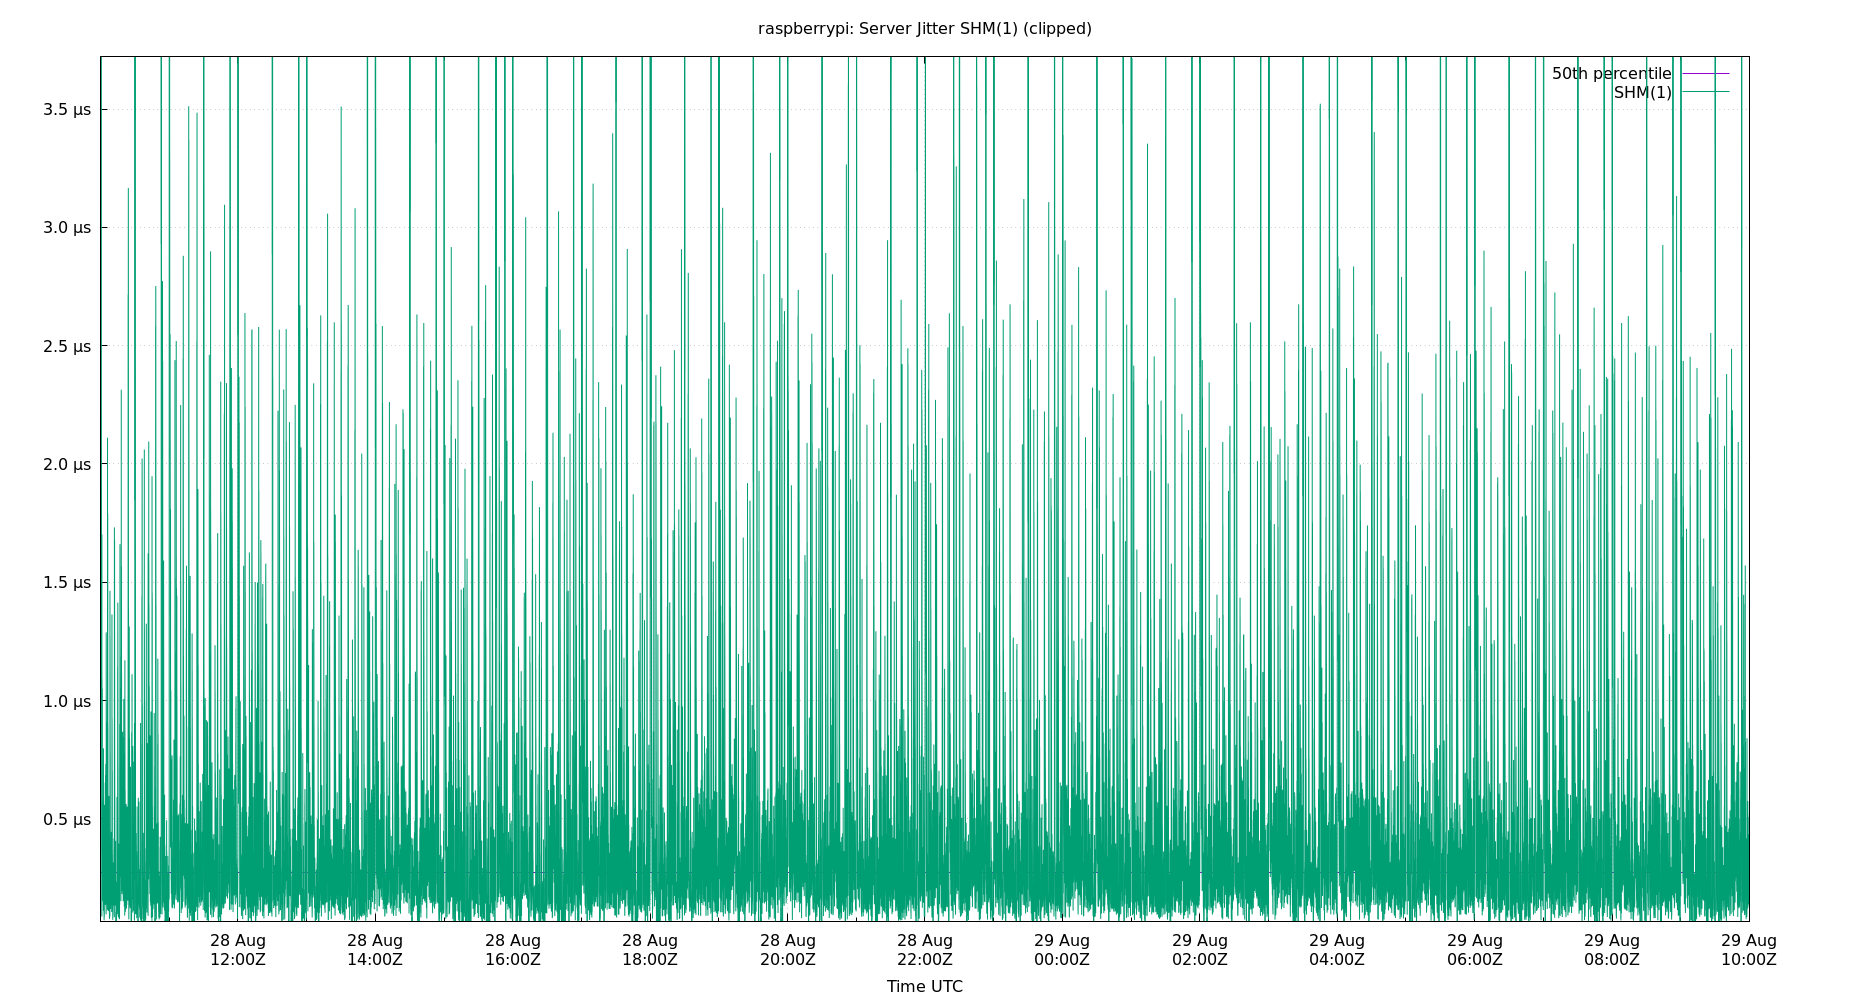 raspberrypi: Server Jitter SHM(1) (clipped)
50th percentile
SHM(1)
3.5 µs
3.0 µs
2.5 µs
2.0 µs
1.5 µs
1.0 µs
0.5 µs
28 Aug 28 Aug 28 Aug 28 Aug 28 Aug 28 Aug 29 Aug 29 Aug 29 Aug 29 Aug 29 Aug 29 Aug
12:00Z 14:00Z 16:00Z 18:00Z 20:00Z 22:00Z 00:00Z 02:00Z 04:00Z 06:00Z 08:00Z 10:00Z
Time UTC